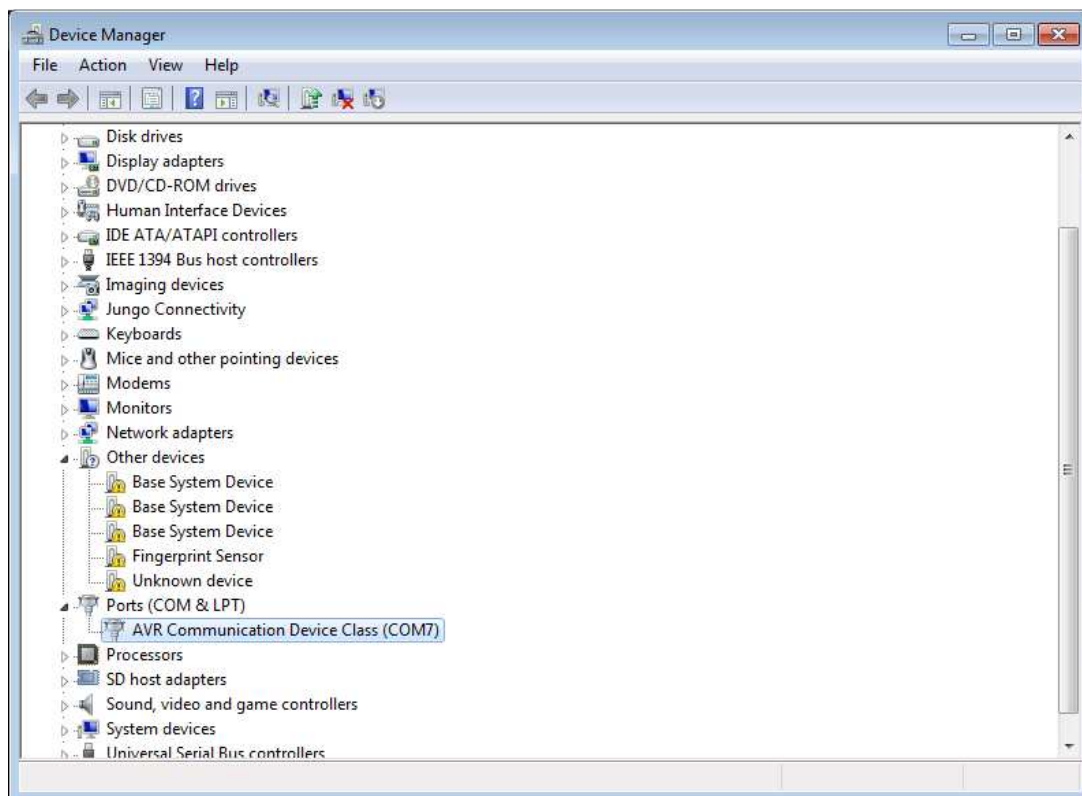 Device Manager
File Action View Help
Disk drives
Display adapters
DVD/CD-ROM drives
Human Interface Devices
IDE ATA/ATAPI controllers
IEEE 1394 Bus host controllers
Imaging devices
Jungo Connectivity
Keyboards
Mice and other pointing devices
Modems
Monitors
Network adapters
Other devices
Base System Device
Base System Device
Base System Device
Fingerprint Sensor
Unknown device
Ports (COM & LPT)
AVR Communication Device Class (COM7)
Processors
SD host adapters
Sound, video and game controllers
System devices
Universal Serial Bus controllers